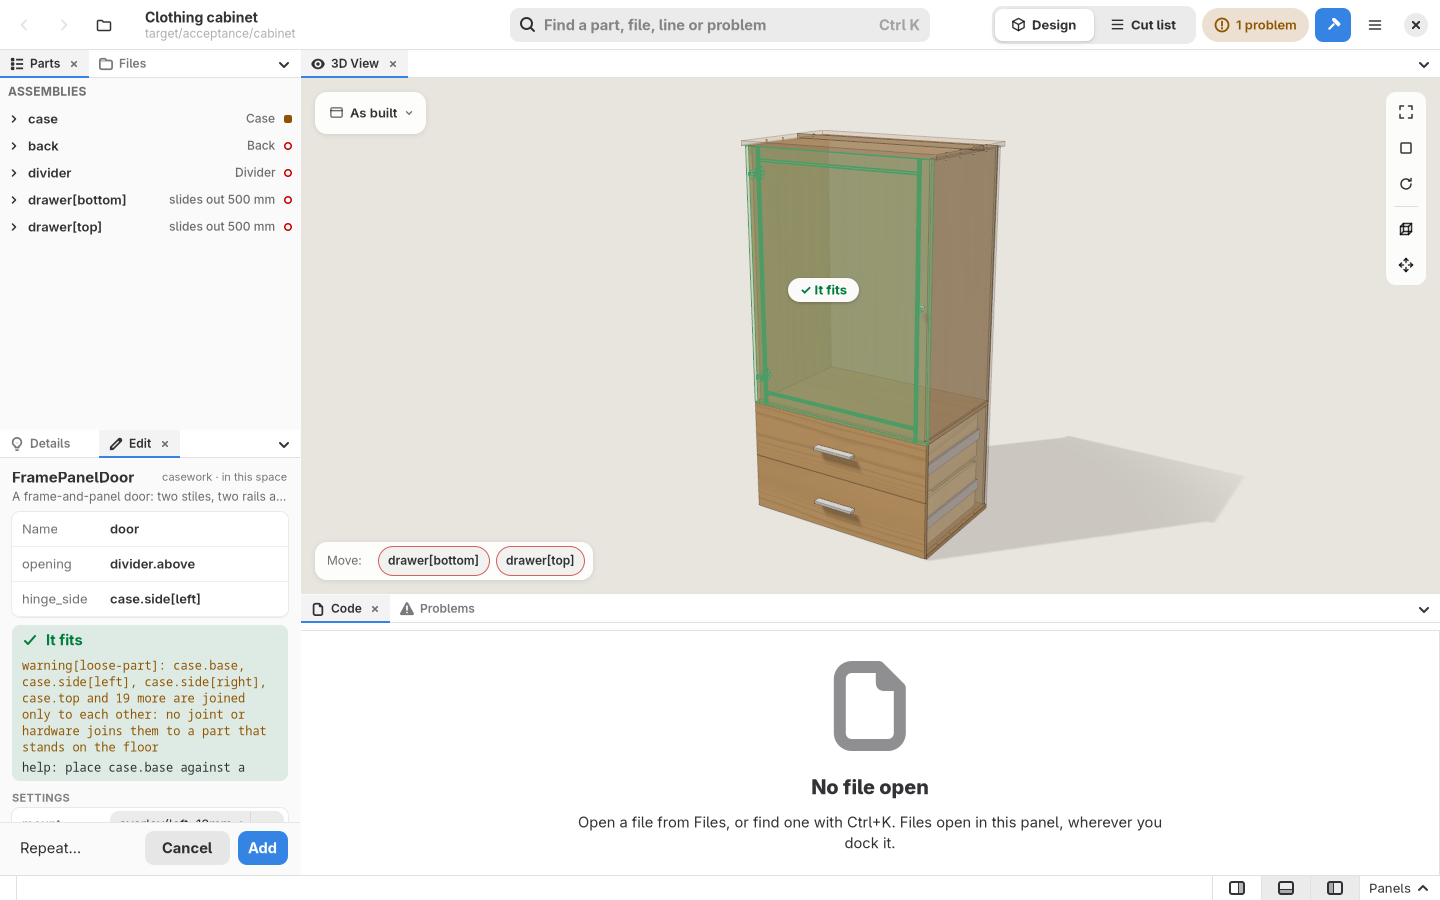 Clothing cabinet
target/acceptance/cabinet
Find a part, file, line or problem
Ctrl K
Design
Cut list
1 problem
Parts
Files
ASSEMBLIES
case
Case
back
Back
divider
Divider
drawer[bottom]
slides out 500 mm
drawer[top]
slides out 500 mm
3D View
As built
It fits
Move:
drawer[bottom]
drawer[top]
Details
Edit
FramePanelDoor
casework · in this space
A frame-and-panel door: two stiles, two rails a...
Name
door
opening
divider.above
hinge_side
case.side[left]
It fits
warning[loose-part]: case.base,
case.side[left], case.side[right],
case.top and 19 more are joined
only to each other: no joint or
hardware joins them to a part that
stands on the floor
help: place case.base against a
SETTINGS
Repeat...
Cancel
Add
Code
Problems
No file open
Open a file from Files, or find one with Ctrl+K. Files open in this panel, wherever you
dock it.
Panels